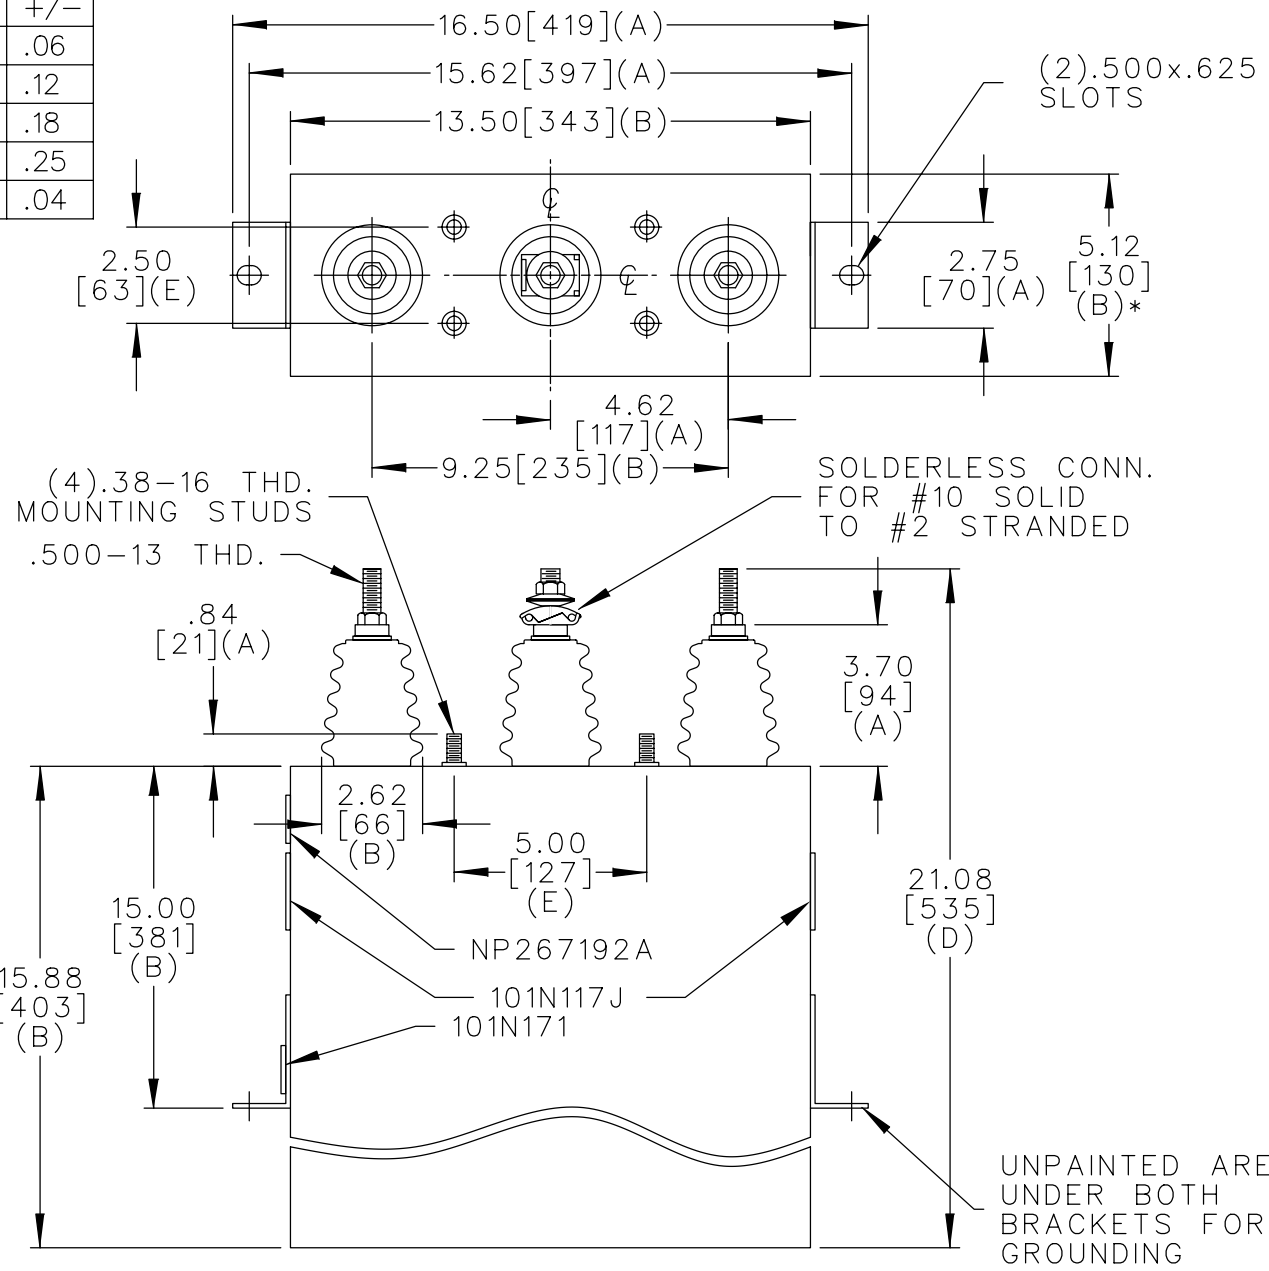 +/-
.06
.12
.18
.25
.04
16.50[419](A)
15.62[397](A)
13.50[343](B)
(2).500x.625
SLOTS
2.50
[63](E)
℄
℄
2.75
[70](A)
5.12
[130]
(B)*
4.62
[117](A)
9.25[235](B)
(4).38-16 THD.
MOUNTING STUDS
.500-13 THD.
SOLDERLESS CONN.
FOR #10 SOLID
TO #2 STRANDED
.84
[21](A)
3.70
[94]
(A)
2.62
[66]
(B)
5.00
[127]
(E)
15.00
[381]
(B)
21.08
[535]
(D)
NP267192A
15.88
[403]
(B)
101N117J
101N171
UNPAINTED ARE
UNDER BOTH
BRACKETS FOR
GROUNDING